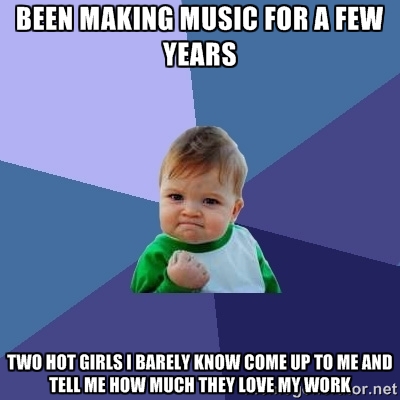 BEEN MAKING MUSIC FOR A FEW
YEARS
TWO HOT GIRLS I BARELY KNOW COME UP TO ME AND
TELL ME HOW MUCH THEY LOVE MY WORK